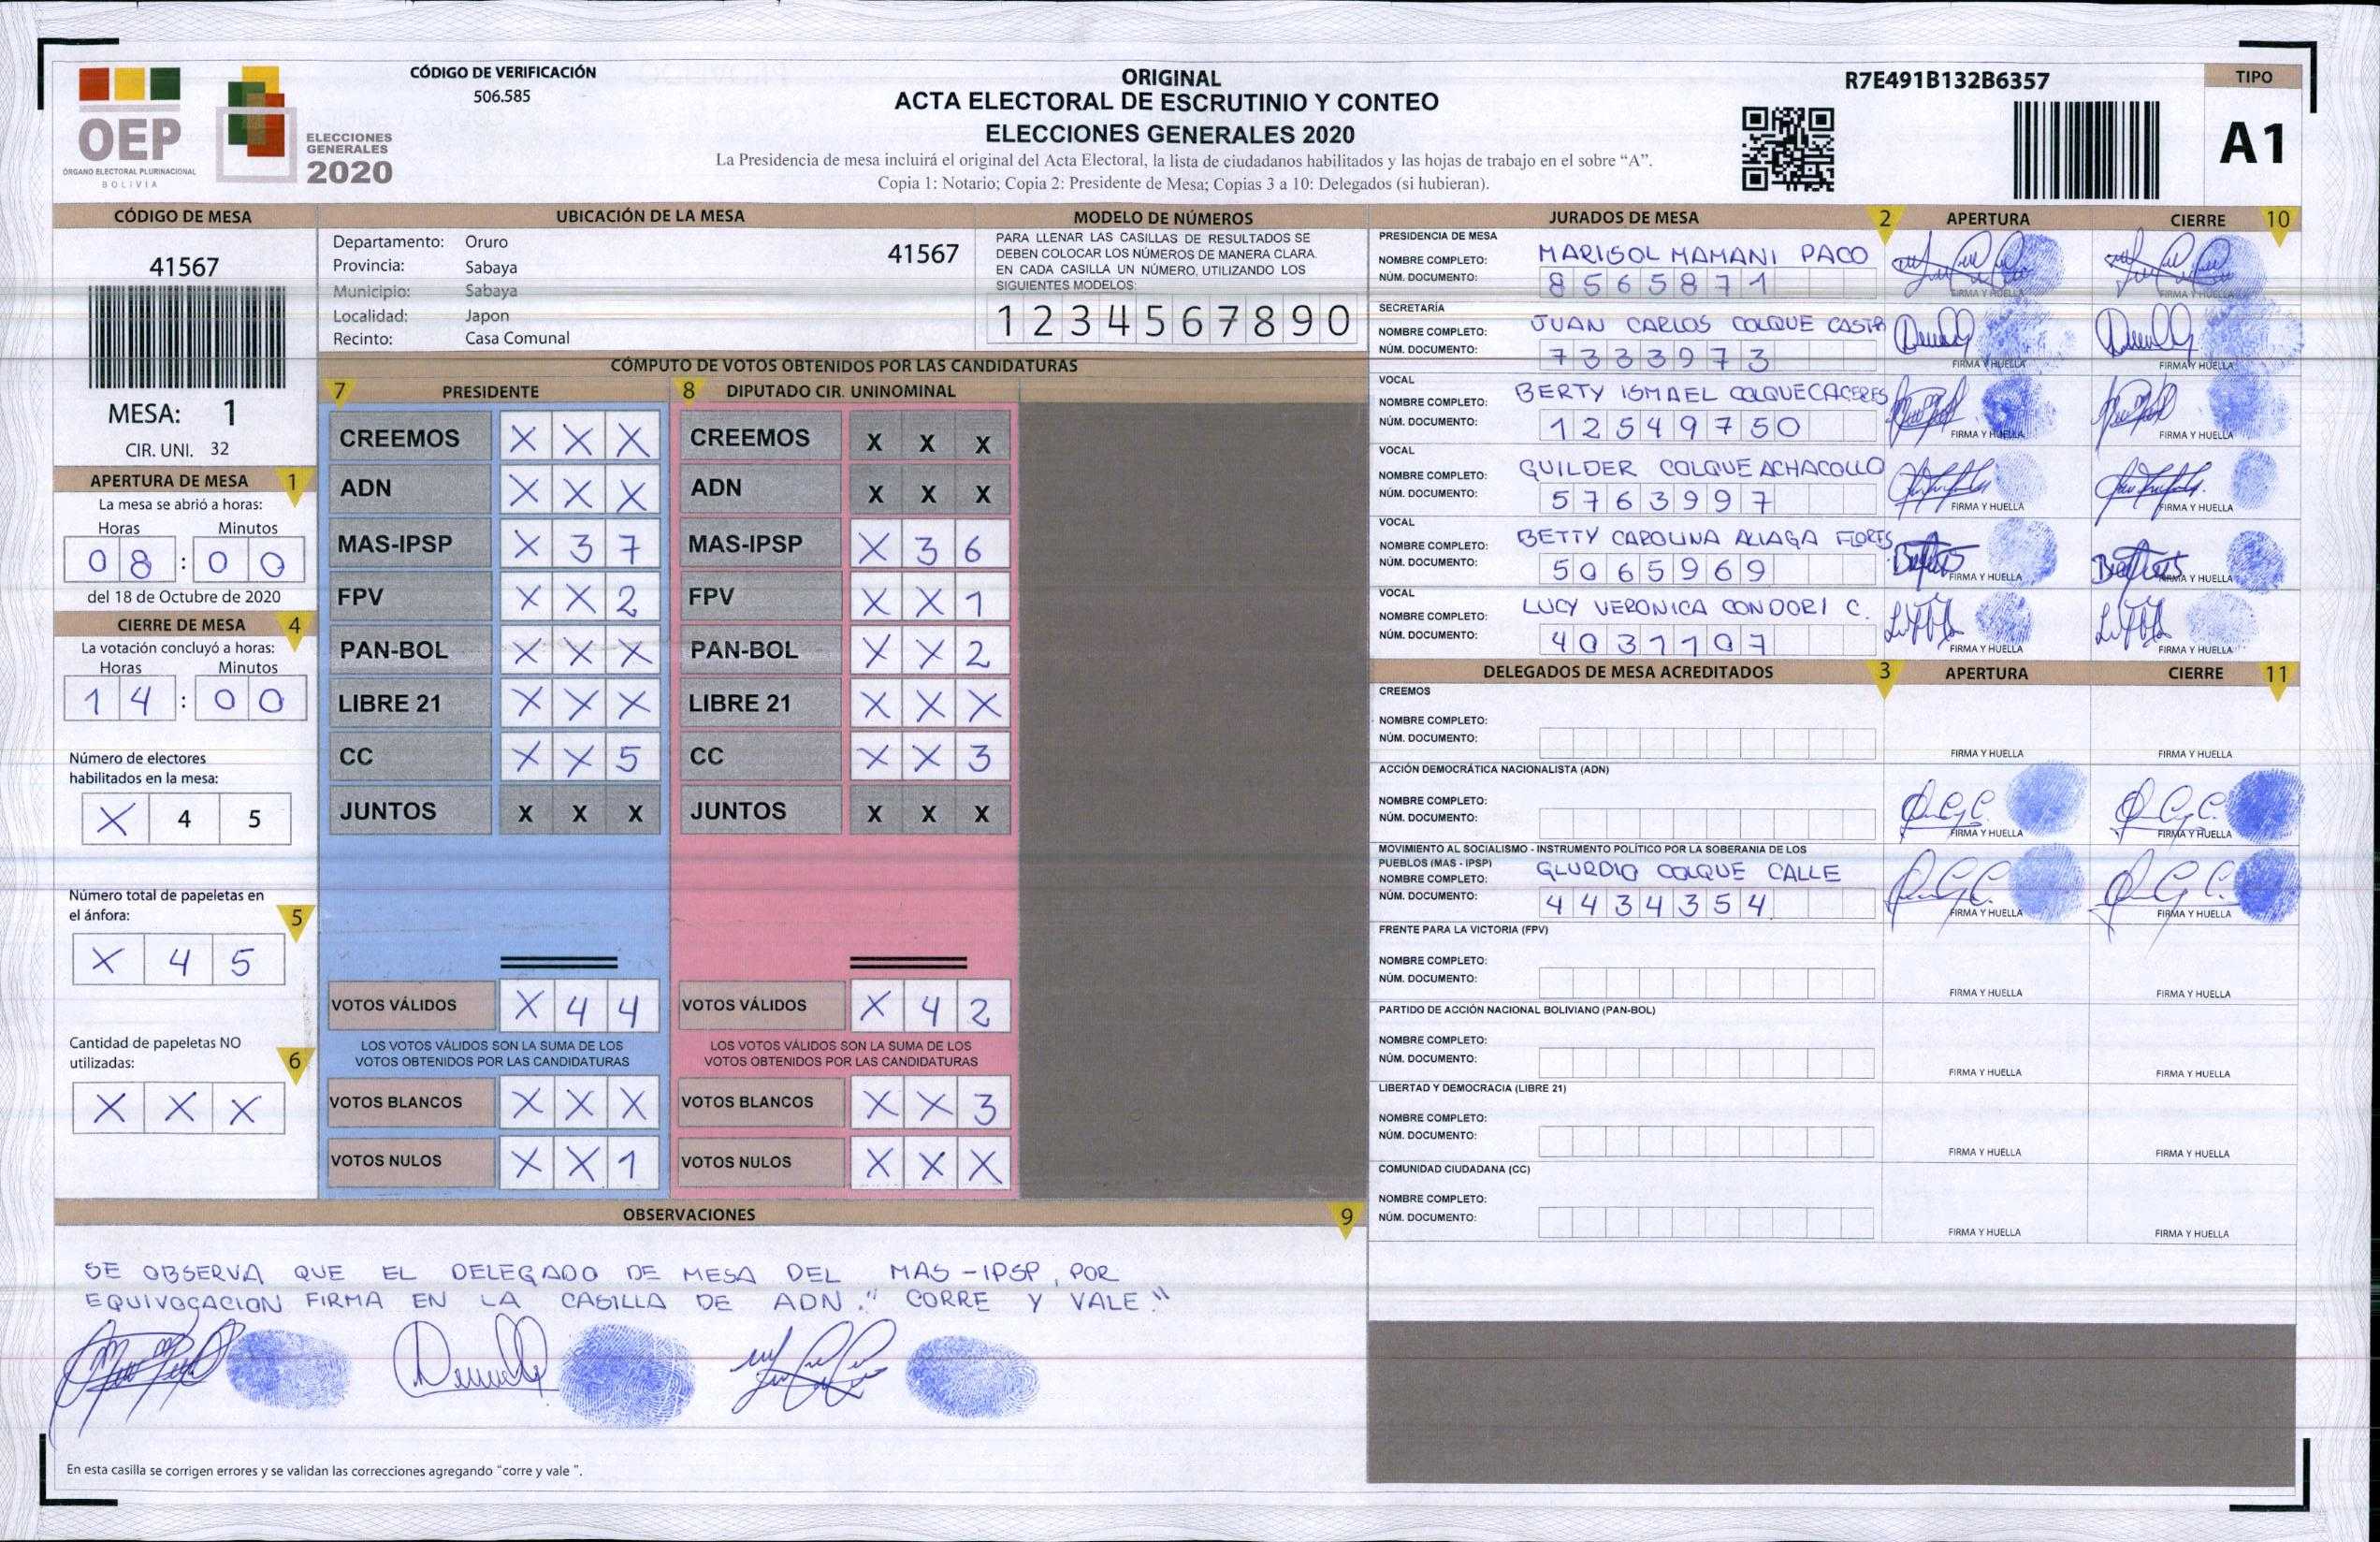 CÓDIGO DE VERIFICACIÓN
506.585
OEP
ÓRGANO ELECTORAL PLURINACIONAL
BOLIVIA
ELECCIONES
GENERALES
2020
ORIGINAL
ACTA ELECTORAL DE ESCRUTINIO Y CONTEO
ELECCIONES GENERALES 2020
La Presidencia de mesa incluirá el original del Acta Electoral, la lista de ciudadanos habilitados y las hojas de trabajo en el sobre “A”.
Copia 1: Notario; Copia 2: Presidente de Mesa; Copias 3 a 10: Delegados (si hubieran).
R7E491B132B6357
TIPO
A1
CÓDIGO DE MESA
41567
MESA: 1
CIR. UNI. 32
APERTURA DE MESA 1
La mesa se abrió a horas:
Horas Minutos
0 8 : 0 0
del 18 de Octubre de 2020
CIERRE DE MESA 4
La votación concluyó a horas:
Horas Minutos
1 4 : 0 0
Número de electores
habilitados en la mesa:
X 4 5
Número total de papeletas en
el ánfora: 5
X 4 5
Cantidad de papeletas NO
utilizadas: 6
X X X
UBICACIÓN DE LA MESA
Departamento: Oruro 41567
Provincia: Sabaya
Municipio: Sabaya
Localidad: Japon
Recinto: Casa Comunal
MODELO DE NÚMEROS
PARA LLENAR LAS CASILLAS DE RESULTADOS SE
DEBEN COLOCAR LOS NÚMEROS DE MANERA CLARA.
EN CADA CASILLA UN NÚMERO, UTILIZANDO LOS
SIGUIENTES MODELOS:
1 2 3 4 5 6 7 8 9 0
CÓMPUTO DE VOTOS OBTENIDOS POR LAS CANDIDATURAS
7 PRESIDENTE
CREEMOS X X X
ADN X X X
MAS-IPSP X 3 7
FPV X X 2
PAN-BOL X X X
LIBRE 21 X X X
CC X X 5
JUNTOS X X X
VOTOS VÁLIDOS X 4 4
LOS VOTOS VÁLIDOS SON LA SUMA DE LOS
VOTOS OBTENIDOS POR LAS CANDIDATURAS
VOTOS BLANCOS X X X
VOTOS NULOS X X 1
8 DIPUTADO CIR. UNINOMINAL
CREEMOS X X X
ADN X X X
MAS-IPSP X 3 6
FPV X X 1
PAN-BOL X X 2
LIBRE 21 X X X
CC X X 3
JUNTOS X X X
VOTOS VÁLIDOS X 4 2
LOS VOTOS VÁLIDOS SON LA SUMA DE LOS
VOTOS OBTENIDOS POR LAS CANDIDATURAS
VOTOS BLANCOS X X 3
VOTOS NULOS X X X
OBSERVACIONES 9
SE OBSERVA QUE EL DELEGADO DE MESA DEL MAS-IPSP, POR
EQUIVOCACION FIRMA EN LA CASILLA DE ADN. "CORRE Y VALE"
En esta casilla se corrigen errores y se validan las correcciones agregando “corre y vale ”.
JURADOS DE MESA 2 APERTURA CIERRE 10
PRESIDENCIA DE MESA
NOMBRE COMPLETO: MARISOL MAMANI PACO
NÚM. DOCUMENTO: 8565871
FIRMA Y HUELLA FIRMA Y HUELLA
SECRETARÍA
NOMBRE COMPLETO: JUAN CARLOS COLQUE
NÚM. DOCUMENTO: 7333973
FIRMA Y HUELLA FIRMA Y HUELLA
VOCAL
NOMBRE COMPLETO: BERTY ISMAEL COLQUE CACERES
NÚM. DOCUMENTO: 12549750
FIRMA Y HUELLA FIRMA Y HUELLA
VOCAL
NOMBRE COMPLETO: GUILDER COLQUE ACHACOLLO
NÚM. DOCUMENTO: 5763997
FIRMA Y HUELLA FIRMA Y HUELLA
VOCAL
NOMBRE COMPLETO: BETTY CAROLINA ALIAGA FLORES
NÚM. DOCUMENTO: 5065969
FIRMA Y HUELLA FIRMA Y HUELLA
VOCAL
NOMBRE COMPLETO: LUCY VERONICA CONDORI C.
NÚM. DOCUMENTO: 4031107
FIRMA Y HUELLA FIRMA Y HUELLA
DELEGADOS DE MESA ACREDITADOS 3 APERTURA CIERRE 11
CREEMOS
NOMBRE COMPLETO:
NÚM. DOCUMENTO:
FIRMA Y HUELLA FIRMA Y HUELLA
ACCIÓN DEMOCRÁTICA NACIONALISTA (ADN)
NOMBRE COMPLETO:
NÚM. DOCUMENTO:
FIRMA Y HUELLA FIRMA Y HUELLA
MOVIMIENTO AL SOCIALISMO - INSTRUMENTO POLÍTICO POR LA SOBERANIA DE LOS
PUEBLOS (MAS - IPSP)
NOMBRE COMPLETO: COLQUE CALLE
NÚM. DOCUMENTO: 4434354
FIRMA Y HUELLA FIRMA Y HUELLA
FRENTE PARA LA VICTORIA (FPV)
NOMBRE COMPLETO:
NÚM. DOCUMENTO:
FIRMA Y HUELLA FIRMA Y HUELLA
PARTIDO DE ACCIÓN NACIONAL BOLIVIANO (PAN-BOL)
NOMBRE COMPLETO:
NÚM. DOCUMENTO:
FIRMA Y HUELLA FIRMA Y HUELLA
LIBERTAD Y DEMOCRACIA (LIBRE 21)
NOMBRE COMPLETO:
NÚM. DOCUMENTO:
FIRMA Y HUELLA FIRMA Y HUELLA
COMUNIDAD CIUDADANA (CC)
NOMBRE COMPLETO:
NÚM. DOCUMENTO:
FIRMA Y HUELLA FIRMA Y HUELLA